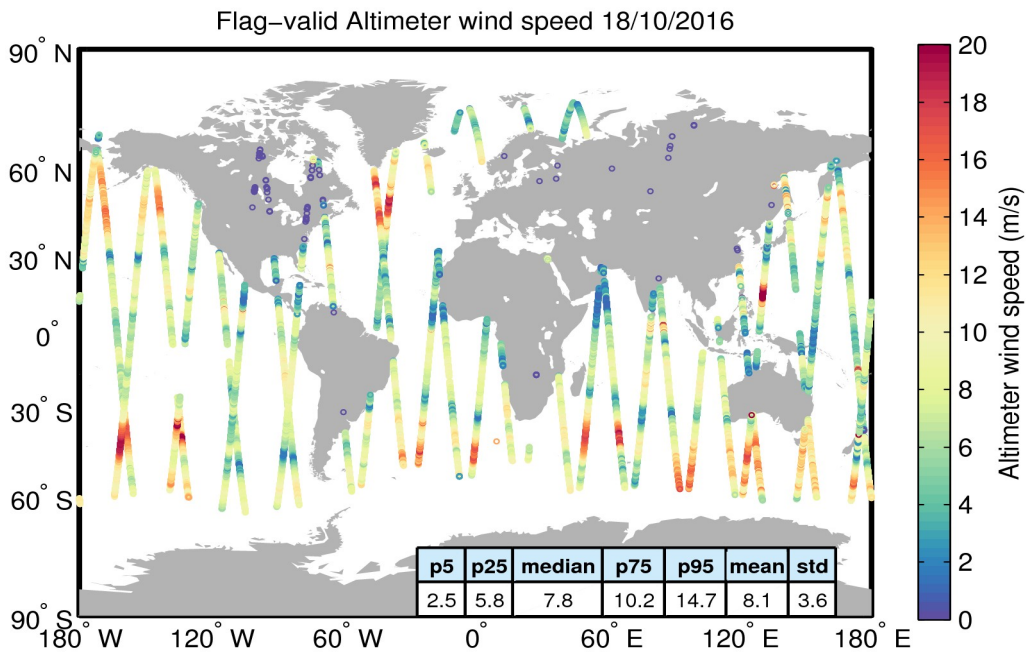 Flag−valid Altimeter wind speed 18/10/2016
90° N
60° N
30° N
0°
30° S
60° S
90° S
180° W
120° W
60° W
0°
60° E
120° E
180° E
p5 p25 median p75 p95 mean std
2.5 5.8 7.8 10.2 14.7 8.1 3.6
20
18
16
14
12
10
8
6
4
2
0
Altimeter wind speed (m/s)